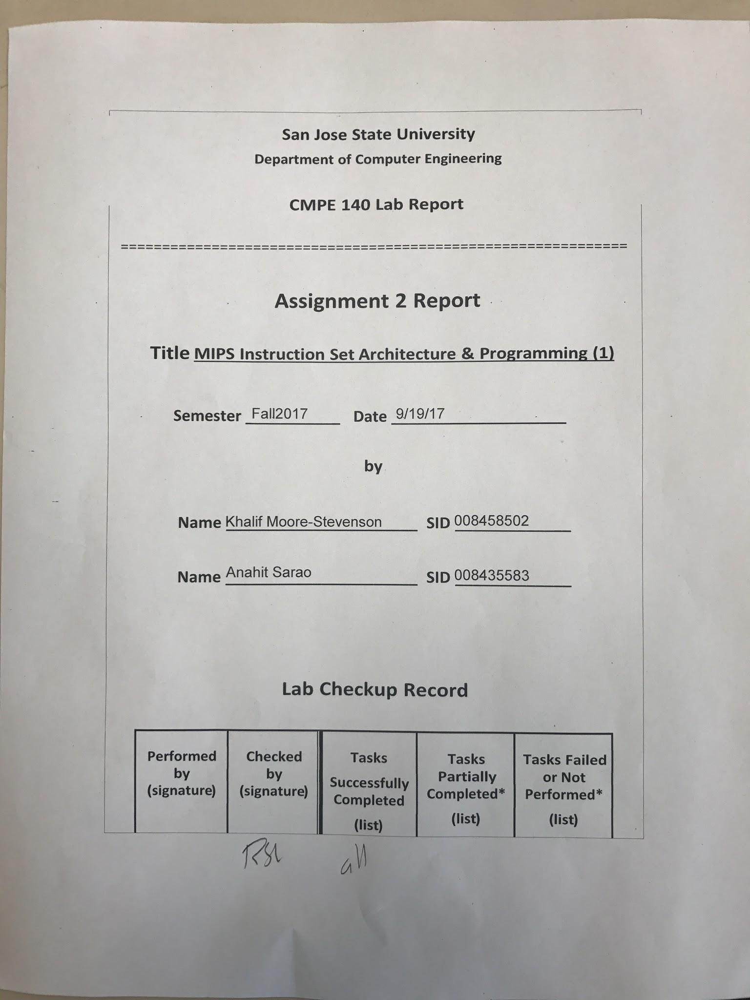 San Jose State University
Department of Computer Engineering
CMPE 140 Lab Report
=============================================================
Assignment 2 Report
Title MIPS Instruction Set Architecture & Programming (1)
Semester Fall2017 Date 9/19/17
by
Name Khalif Moore-Stevenson SID 008458502
Name Anahit Sarao SID 008435583
Lab Checkup Record
Performed
by
(signature)
Checked
by
(signature)
Tasks
Successfully
Completed
(list)
Tasks
Partially
Completed*
(list)
Tasks Failed
or Not
Performed*
(list)
all